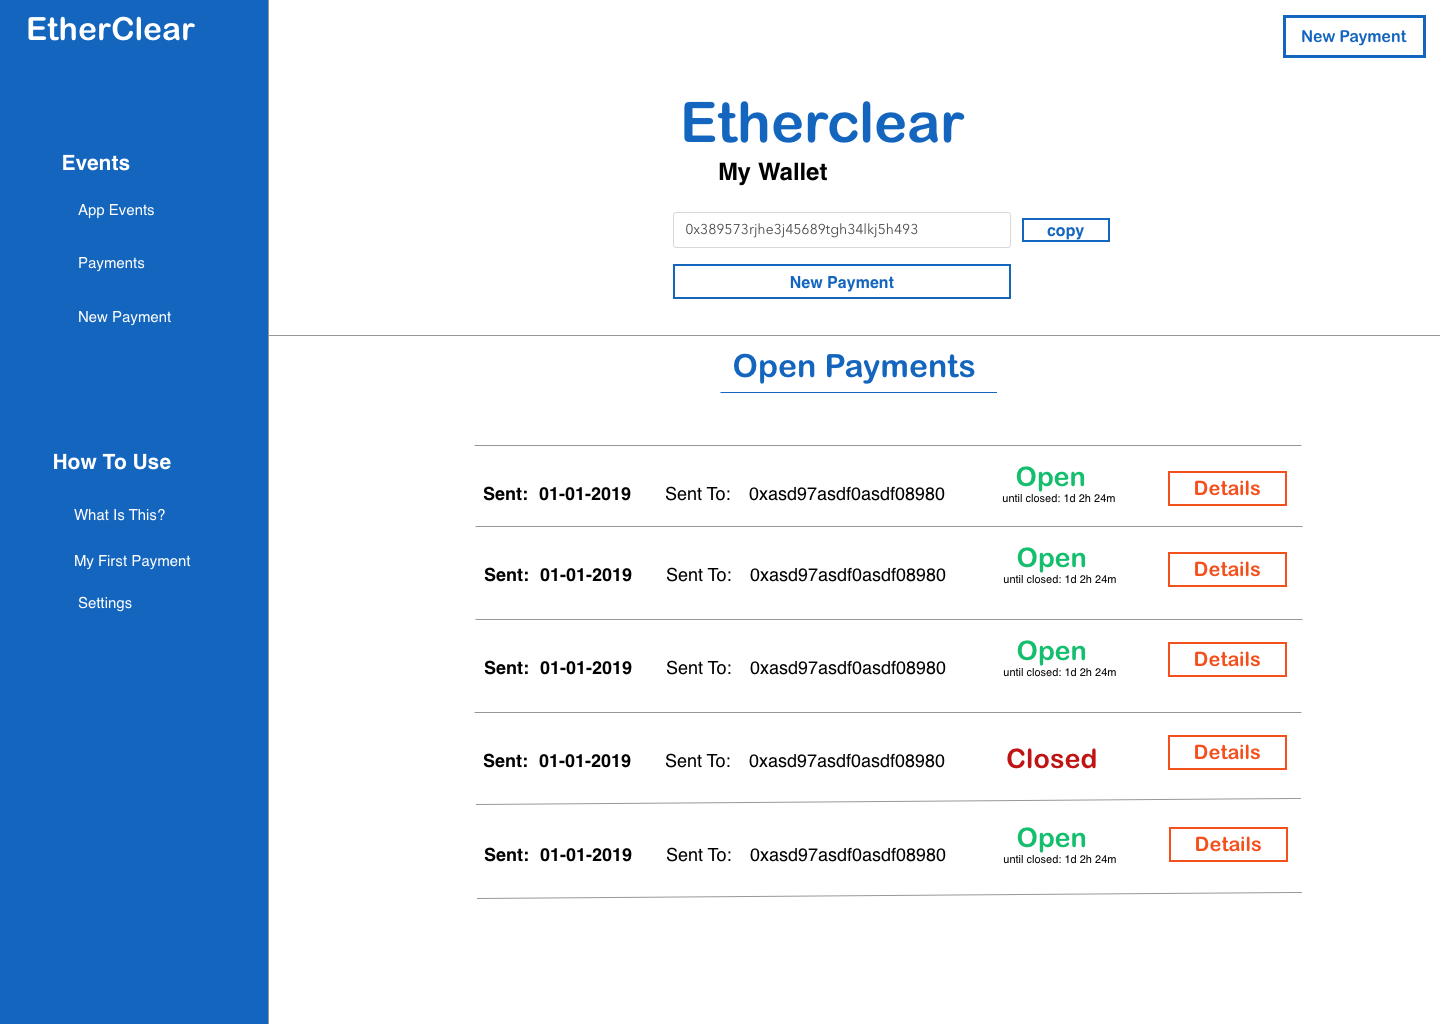 EtherClear
Events
App Events
Payments
New Payment
How To Use
What Is This?
My First Payment
Settings
New Payment
Etherclear
My Wallet
0x389573rjhe3j45689tgh34lkj5h493 copy
New Payment
Open Payments
Sent: 01-01-2019 Sent To: 0xasd97asdf0asdf08980 Open Details
until closed: 1d 2h 24m
Sent: 01-01-2019 Sent To: 0xasd97asdf0asdf08980 Open Details
until closed: 1d 2h 24m
Sent: 01-01-2019 Sent To: 0xasd97asdf0asdf08980 Open Details
until closed: 1d 2h 24m
Sent: 01-01-2019 Sent To: 0xasd97asdf0asdf08980 Closed Details
Sent: 01-01-2019 Sent To: 0xasd97asdf0asdf08980 Open Details
until closed: 1d 2h 24m